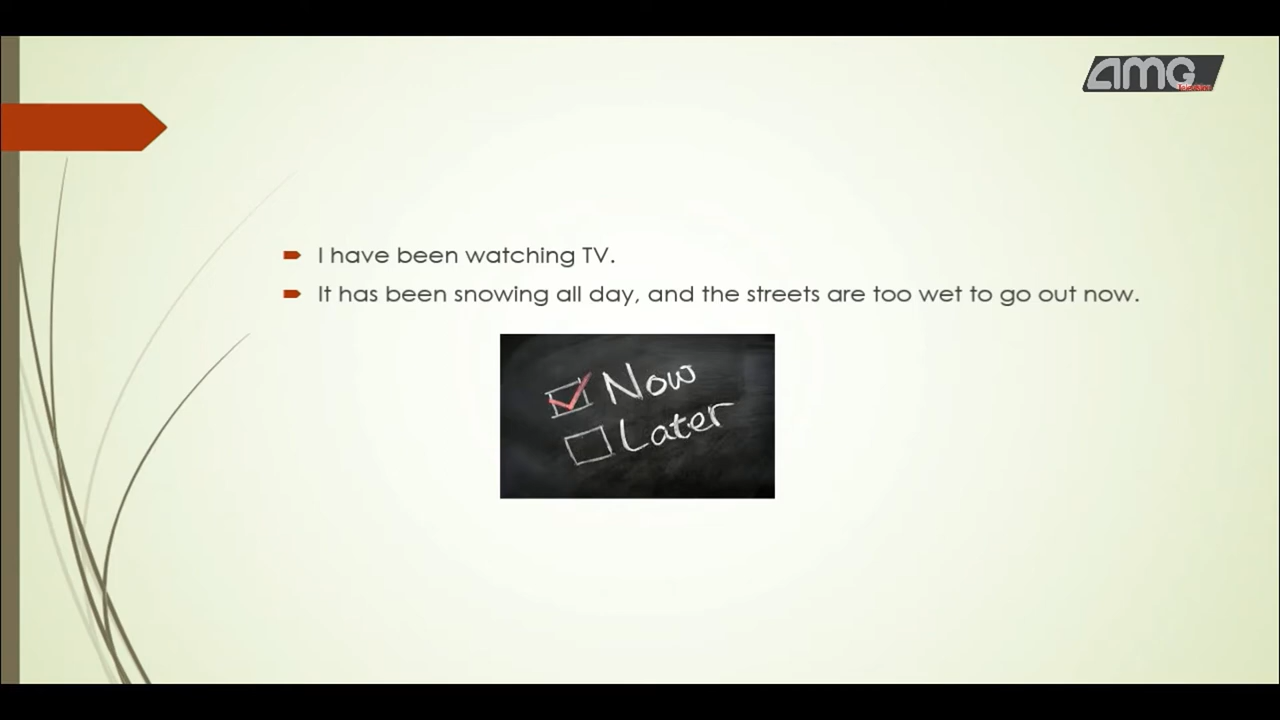 AMG
I have been watching TV.
It has been snowing all day, and the streets are too wet to go out now.
Now
Later